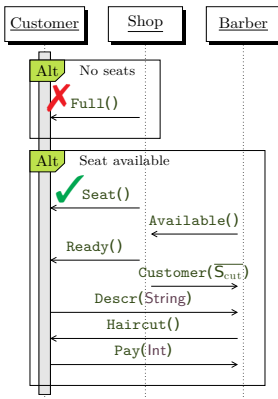 Customer Shop Barber
Alt No seats
Full()
Alt Seat available
Seat()
Available()
Ready()
Customer(S̅c̅u̅t̅)
Descr(String)
Haircut()
Pay(Int)